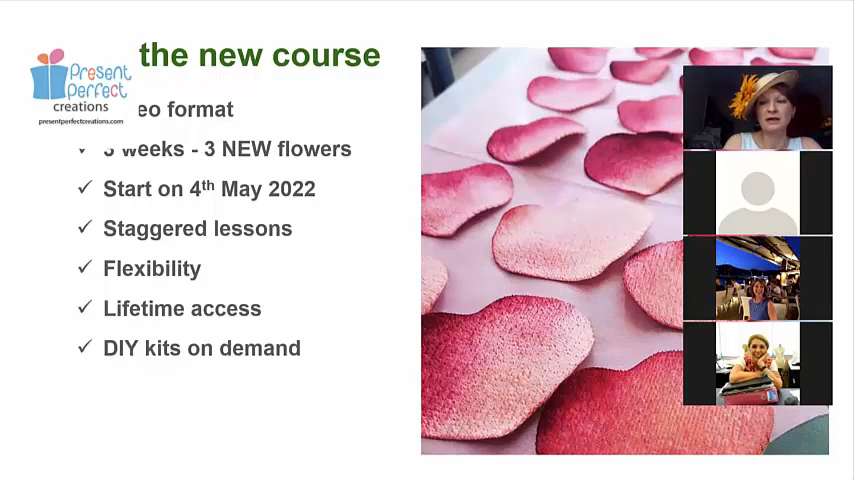 the new course
Present
Perfect
creations
presentperfectcreations.com
eo format
weeks - 3 NEW flowers
Start on 4th May 2022
Staggered lessons
Flexibility
Lifetime access
DIY kits on demand